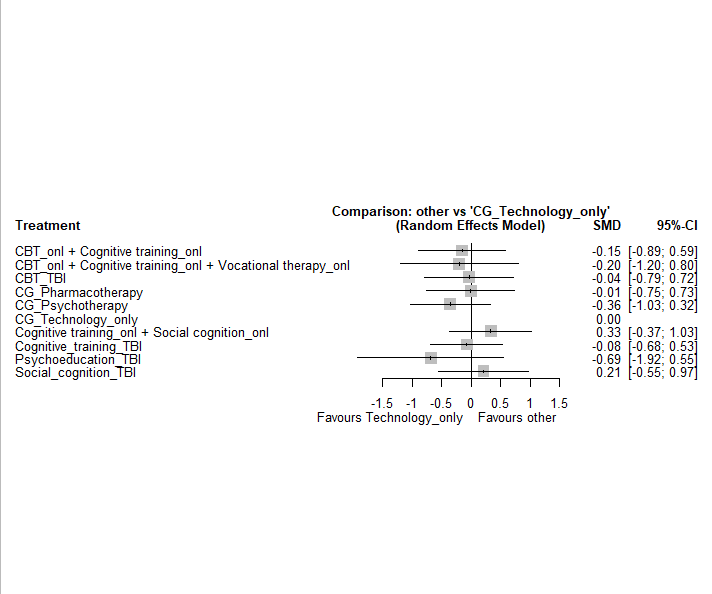 Comparison: other vs 'CG_Technology_only'
Treatment (Random Effects Model) SMD 95%-CI
CBT_onl + Cognitive training_onl -0.15 [-0.89; 0.59]
CBT_onl + Cognitive training_onl + Vocational therapy_onl -0.20 [-1.20; 0.80]
CBT_TBI -0.04 [-0.79; 0.72]
CG_Pharmacotherapy -0.01 [-0.75; 0.73]
CG_Psychotherapy -0.36 [-1.03; 0.32]
CG_Technology_only 0.00
Cognitive training_onl + Social cognition_onl 0.33 [-0.37; 1.03]
Cognitive_training_TBI -0.08 [-0.68; 0.53]
Psychoeducation_TBI -0.69 [-1.92; 0.55]
Social_cognition_TBI 0.21 [-0.55; 0.97]
-1.5 -1 -0.5 0 0.5 1 1.5
Favours Technology_only Favours other